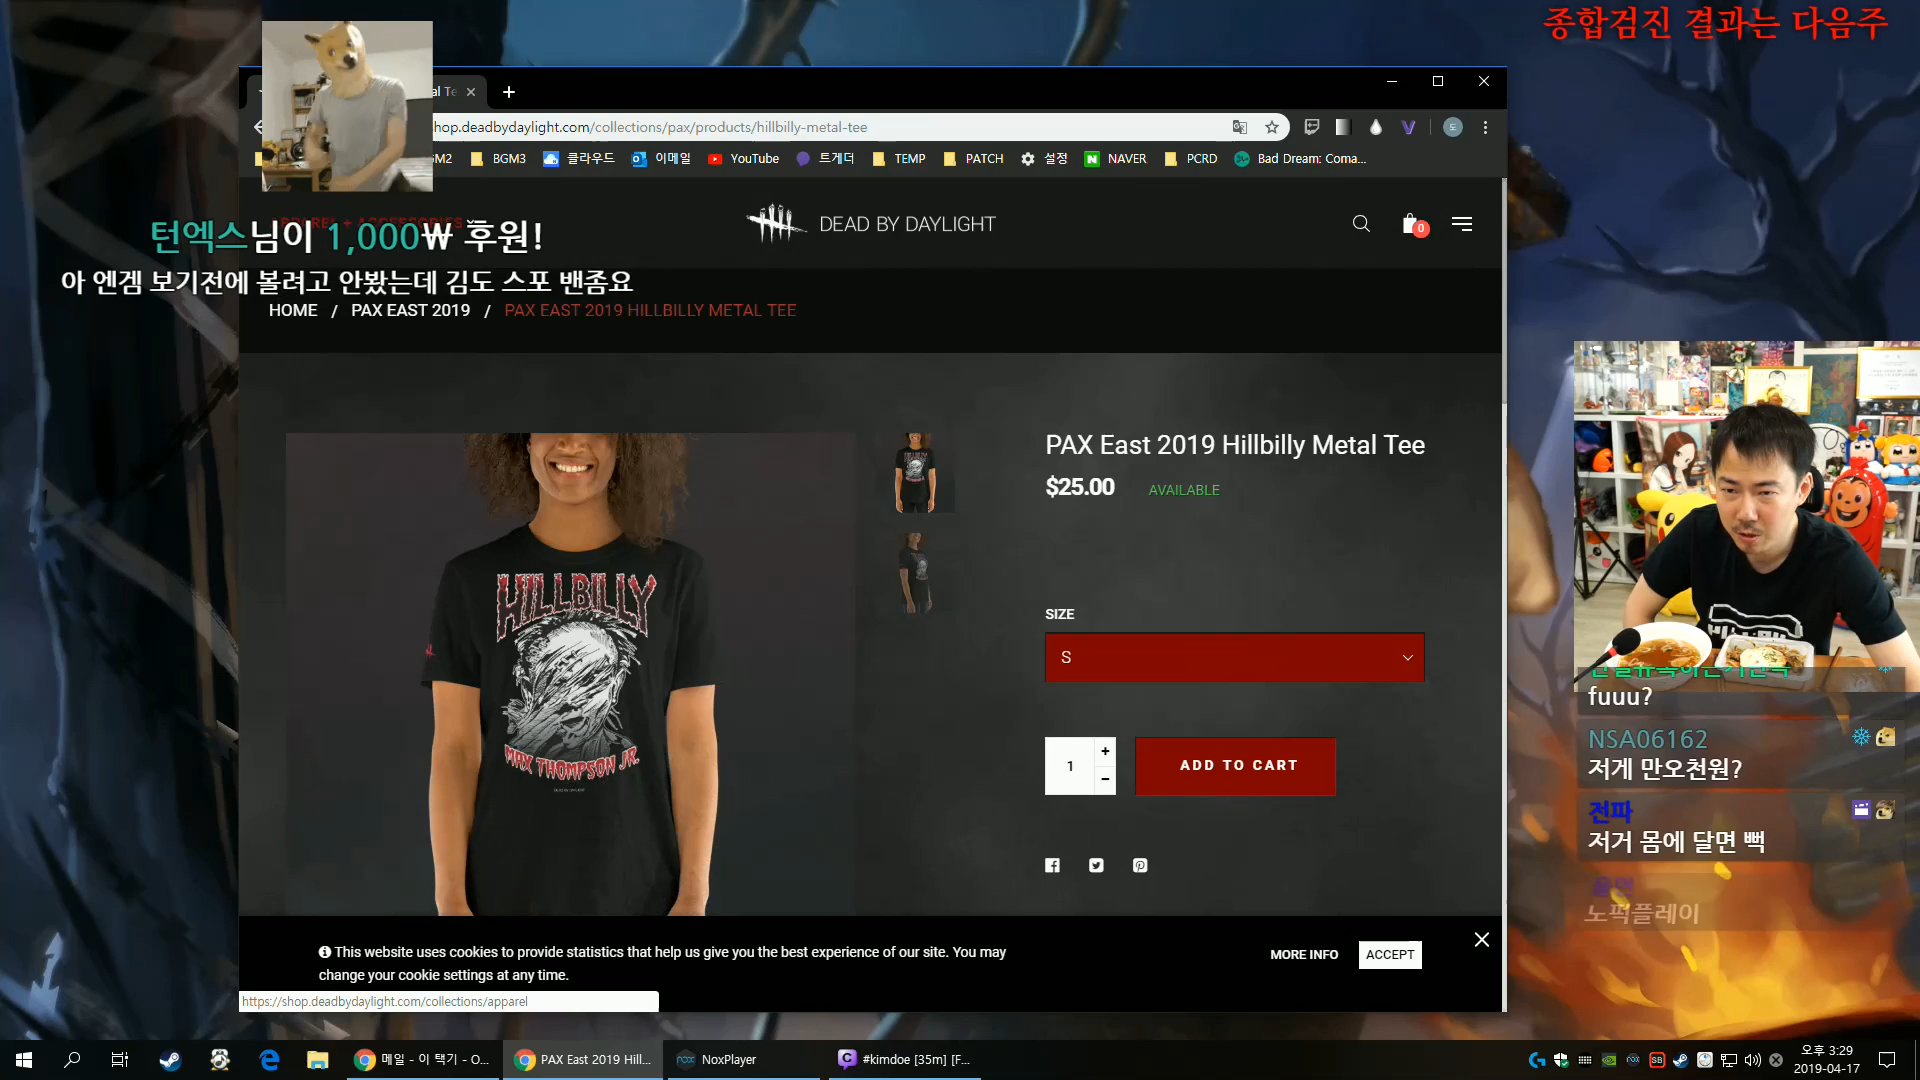 종합검진 결과는 다음주
al Te
hop.deadbydaylight.com/collections/pax/products/hillbilly-metal-tee
BGM3
클라우드
이메일
YouTube
트게더
TEMP
PATCH
설정
NAVER
PCRD
Bad Dream: Coma...
DEAD BY DAYLIGHT
0
턴엑스님이 1,000₩ 후원!
아 엔겜 보기전에 볼려고 안봤는데 김도 스포 밴좀요
HOME / PAX EAST 2019 / PAX EAST 2019 HILLBILLY METAL TEE
PAX East 2019 Hillbilly Metal Tee
$25.00 AVAILABLE
HILLBILLY
MAX THOMPSON JR.
SIZE
S
1
+
-
ADD TO CART
fuuu?
NSA06162
저게 만오천원?
전파
저거 몸에 달면 뻑
노퍽플레이
This website uses cookies to provide statistics that help us give you the best experience of our site. You may
change your cookie settings at any time.
MORE INFO
ACCEPT
https://shop.deadbydaylight.com/collections/apparel
메일 - 이 택기 - O...
PAX East 2019 Hill...
NoxPlayer
#kimdoe [35m] [F...
오후 3:29
2019-04-17